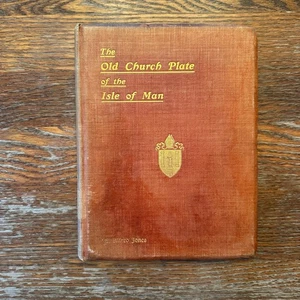 The
Old Church Plate
of the
Isle of Man
Jones